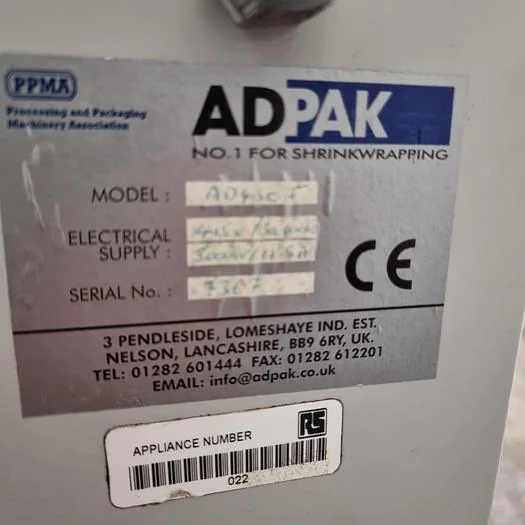 PPMA
Processing and Packaging
Machinery Association
ADPAK
NO.1 FOR SHRINKWRAPPING
MODEL :
ELECTRICAL
SUPPLY :
SERIAL No. : 7367
CE
3 PENDLESIDE, LOMESHAYE IND. EST.
NELSON, LANCASHIRE, BB9 6RY, UK.
TEL: 01282 601444 FAX: 01282 612201
EMAIL: info@adpak.co.uk
RS
APPLIANCE NUMBER
022